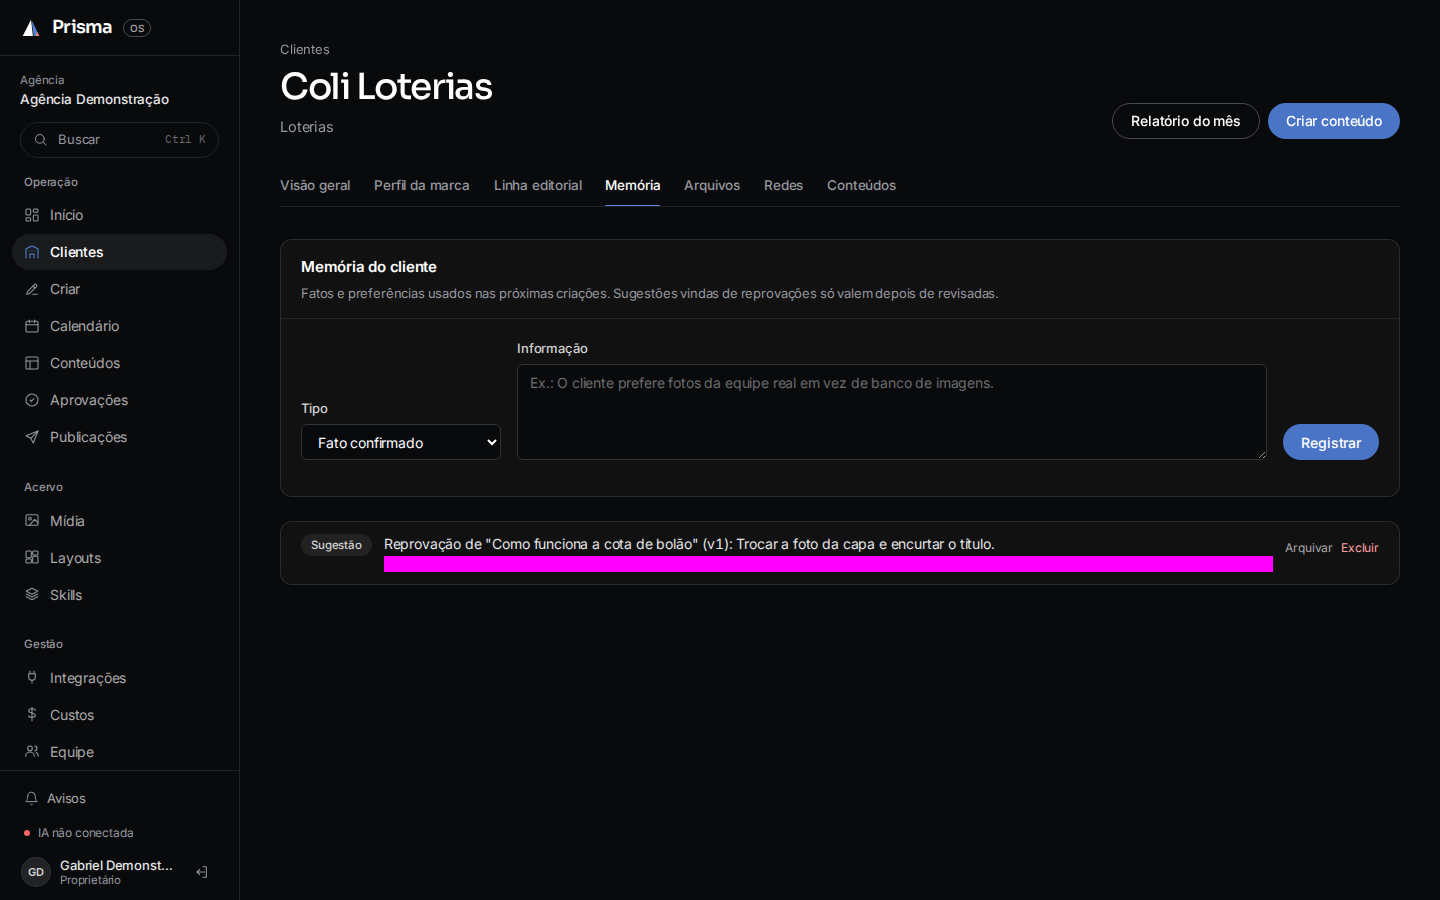 Prisma OS
Agência
Agência Demonstração
Buscar Ctrl K
Operação
Início
Clientes
Criar
Calendário
Conteúdos
Aprovações
Publicações
Acervo
Mídia
Layouts
Skills
Gestão
Integrações
Custos
Equipe
Avisos
IA não conectada
GD
Gabriel Demonst...
Proprietário
Clientes
Coli Loterias
Loterias
Relatório do mês
Criar conteúdo
Visão geral Perfil da marca Linha editorial Memória Arquivos Redes Conteúdos
Memória do cliente
Fatos e preferências usados nas próximas criações. Sugestões vindas de reprovações só valem depois de revisadas.
Informação
Ex.: O cliente prefere fotos da equipe real em vez de banco de imagens.
Tipo
Fato confirmado
Registrar
Sugestão Reprovação de "Como funciona a cota de bolão" (v1): Trocar a foto da capa e encurtar o título. Arquivar Excluir